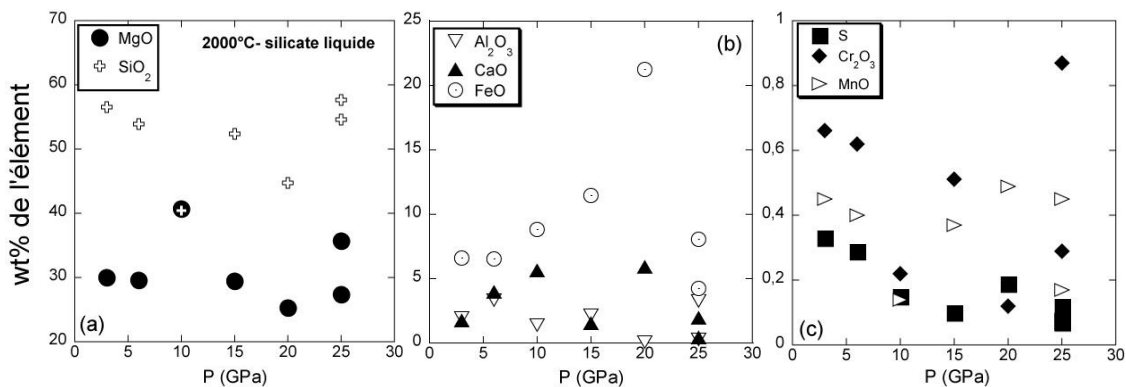 wt% de l'élément
70
60
50
40
30
20
MgO
SiO2
2000°C- silicate liquide
(a)
0 5 10 15 20 25 30
P (GPa)
25
20
15
10
5
0
Al2O3
CaO
FeO
(b)
0 5 10 15 20 25 30
P (GPa)
1
0,8
0,6
0,4
0,2
0
S
Cr2O3
MnO
(c)
0 5 10 15 20 25 30
P (GPa)